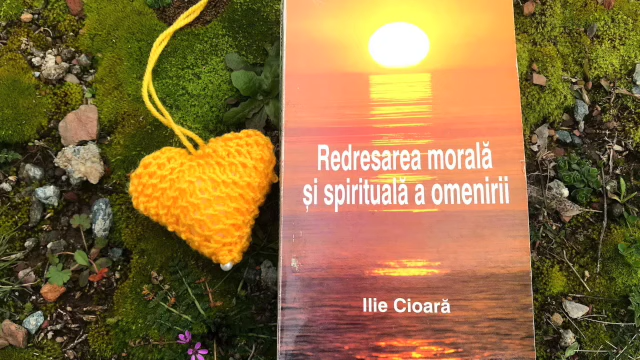 Redresarea morală
și spirituală a omenirii
Ilie Cioară